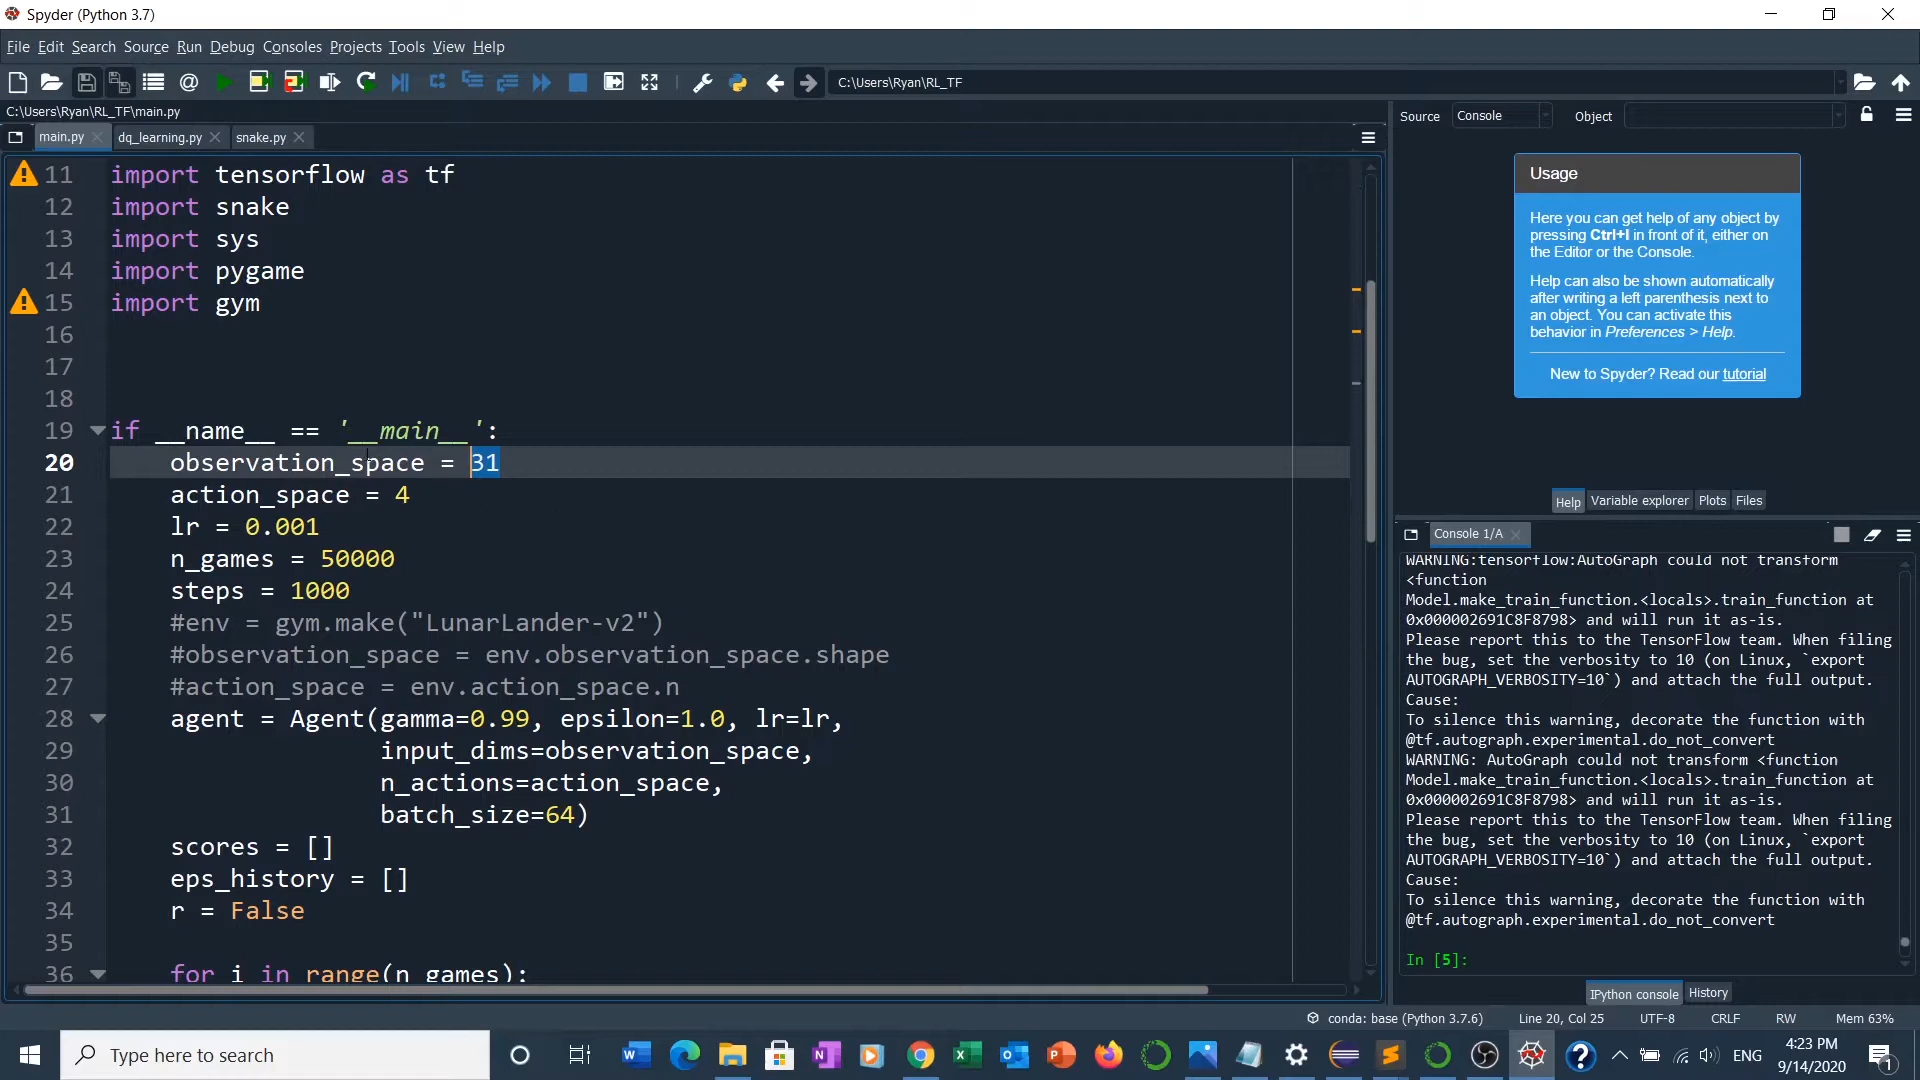 Spyder (Python 3.7)
File Edit Search Source Run Debug Consoles Projects Tools View Help
C:\Users\Ryan\RL_TF
C:\Users\Ryan\RL_TF\main.py
main.py dq_learning.py snake.py
11 import tensorflow as tf
12 import snake
13 import sys
14 import pygame
15 import gym
16
17
18
19 if __name__ == '__main__':
20 observation_space = 31
21 action_space = 4
22 lr = 0.001
23 n_games = 50000
24 steps = 1000
25 #env = gym.make("LunarLander-v2")
26 #observation_space = env.observation_space.shape
27 #action_space = env.action_space.n
28 agent = Agent(gamma=0.99, epsilon=1.0, lr=lr,
29 input_dims=observation_space,
30 n_actions=action_space,
31 batch_size=64)
32 scores = []
33 eps_history = []
34 r = False
35
36 for i in range(n_games):
Source Console Object
Usage
Here you can get help of any object by
pressing Ctrl+I in front of it, either on
the Editor or the Console.
Help can also be shown automatically
after writing a left parenthesis next to
an object. You can activate this
behavior in Preferences > Help.
New to Spyder? Read our tutorial
Help Variable explorer Plots Files
Console 1/A
WARNING:tensorflow:AutoGraph could not transform
<function
Model.make_train_function.<locals>.train_function at
0x000002691C8F8798> and will run it as-is.
Please report this to the TensorFlow team. When filing
the bug, set the verbosity to 10 (on Linux, `export
AUTOGRAPH_VERBOSITY=10`) and attach the full output.
Cause:
To silence this warning, decorate the function with
@tf.autograph.experimental.do_not_convert
WARNING: AutoGraph could not transform <function
Model.make_train_function.<locals>.train_function at
0x000002691C8F8798> and will run it as-is.
Please report this to the TensorFlow team. When filing
the bug, set the verbosity to 10 (on Linux, `export
AUTOGRAPH_VERBOSITY=10`) and attach the full output.
Cause:
To silence this warning, decorate the function with
@tf.autograph.experimental.do_not_convert
In [5]:
IPython console History
conda: base (Python 3.7.6) Line 20, Col 25 UTF-8 CRLF RW Mem 63%
Type here to search
ENG
4:23 PM
9/14/2020
1